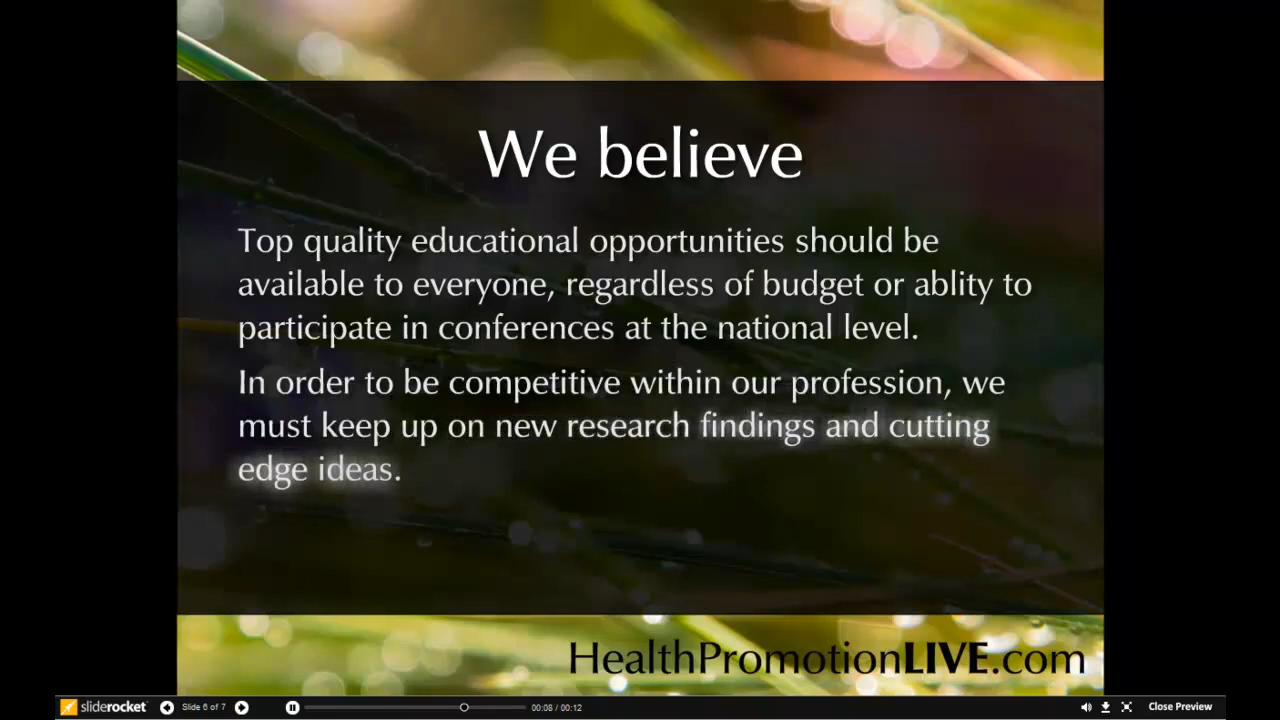 We believe
Top quality educational opportunities should be
available to everyone, regardless of budget or ablity to
participate in conferences at the national level.
In order to be competitive within our profession, we
must keep up on new research findings and cutting
edge ideas.
HealthPromotionLIVE.com
sliderocket
Slide 6 of 7
00:08 / 00:12
Close Preview